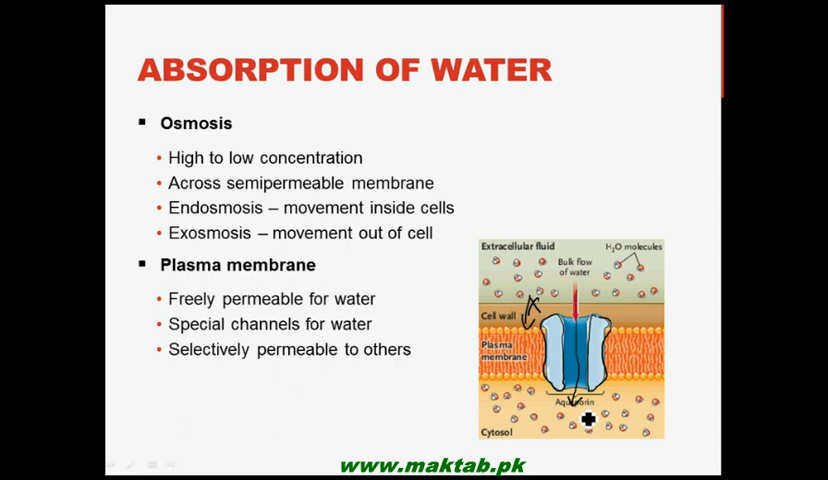 ABSORPTION OF WATER
Osmosis
High to low concentration
Across semipermeable membrane
Endosmosis – movement inside cells
Exosmosis – movement out of cell
Plasma membrane
Freely permeable for water
Special channels for water
Selectively permeable to others
Extracellular fluid
H2O molecules
Bulk flow
of water
Cell wall
Plasma
membrane
Aquaporin
Cytosol
www.maktab.pk